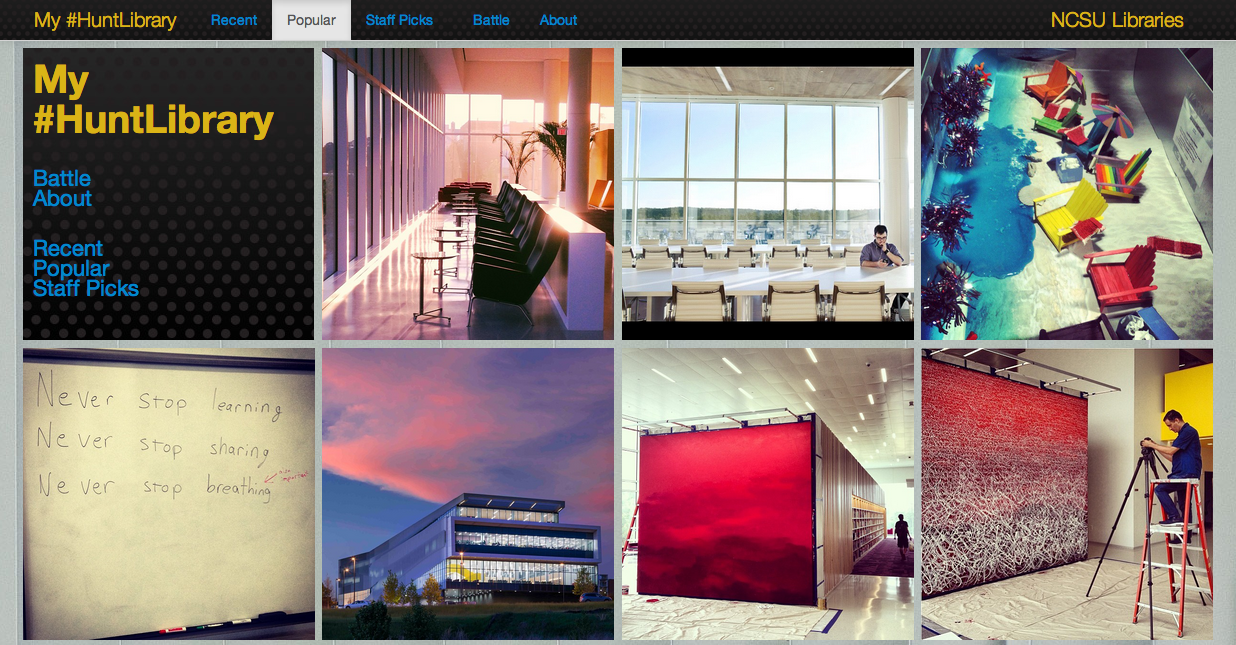 My #HuntLibrary Recent Popular Staff Picks Battle About NCSU Libraries
My
#HuntLibrary
Battle
About
Recent
Popular
Staff Picks
Never stop learning
Never stop sharing
Never stop breathing